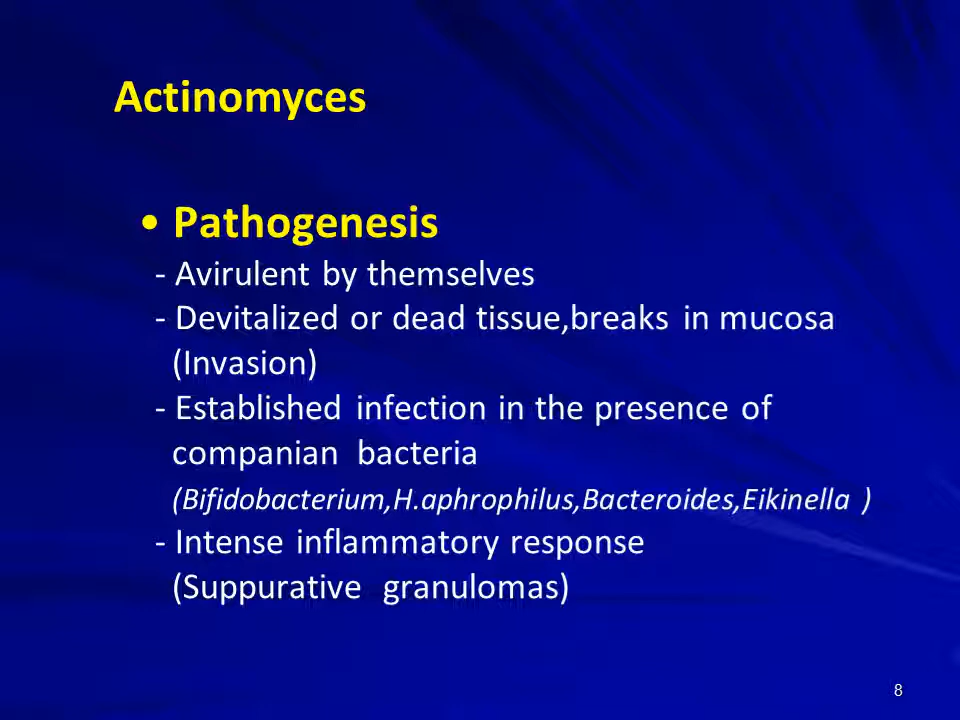 Actinomyces
• Pathogenesis
- Avirulent by themselves
- Devitalized or dead tissue,breaks in mucosa
(Invasion)
- Established infection in the presence of
companian bacteria
(Bifidobacterium,H.aphrophilus,Bacteroides,Eikinella )
- Intense inflammatory response
(Suppurative granulomas)
8